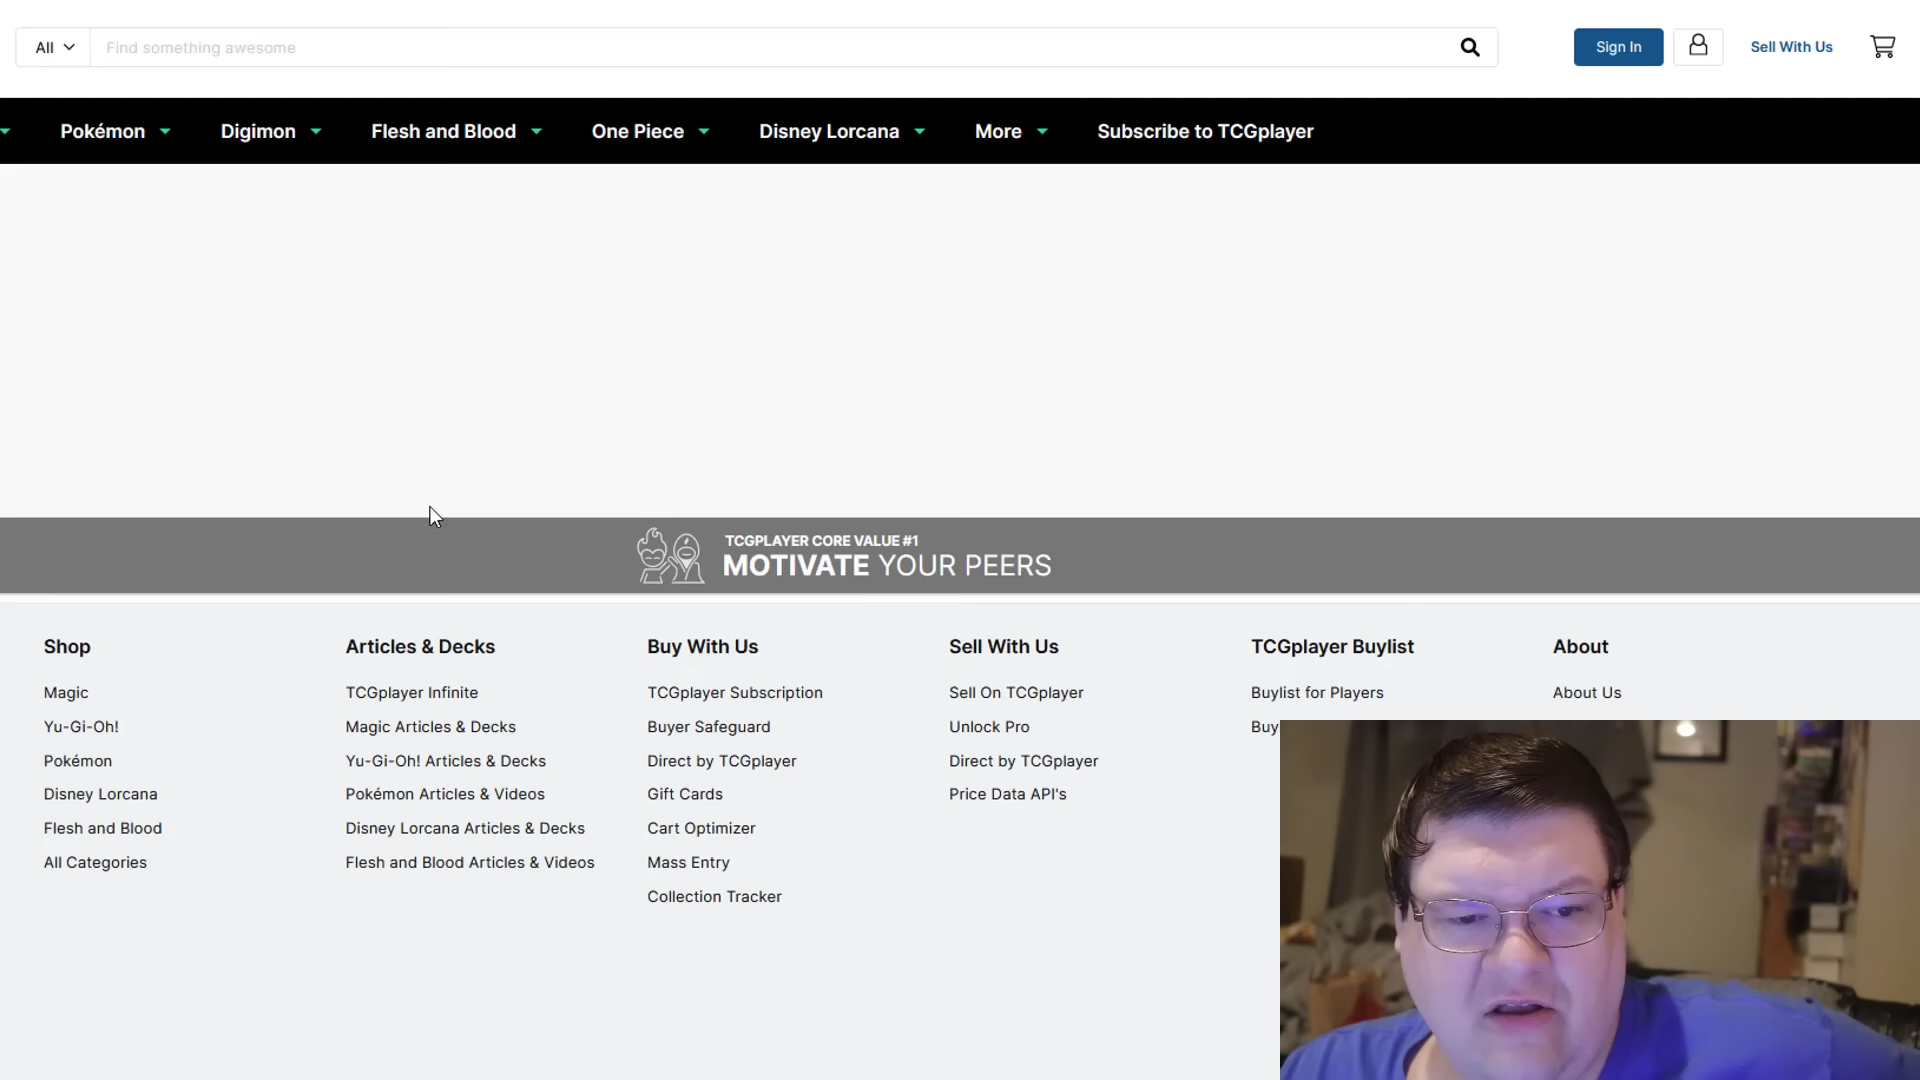 All
Find something awesome
Sign In
Sell With Us
Pokémon
Digimon
Flesh and Blood
One Piece
Disney Lorcana
More
Subscribe to TCGplayer
TCGPLAYER CORE VALUE #1
MOTIVATE YOUR PEERS
Shop
Magic
Yu-Gi-Oh!
Pokémon
Disney Lorcana
Flesh and Blood
All Categories
Articles & Decks
TCGplayer Infinite
Magic Articles & Decks
Yu-Gi-Oh! Articles & Decks
Pokémon Articles & Videos
Disney Lorcana Articles & Decks
Flesh and Blood Articles & Videos
Buy With Us
TCGplayer Subscription
Buyer Safeguard
Direct by TCGplayer
Gift Cards
Cart Optimizer
Mass Entry
Collection Tracker
Sell With Us
Sell On TCGplayer
Unlock Pro
Direct by TCGplayer
Price Data API's
TCGplayer Buylist
Buylist for Players
Buy
About
About Us